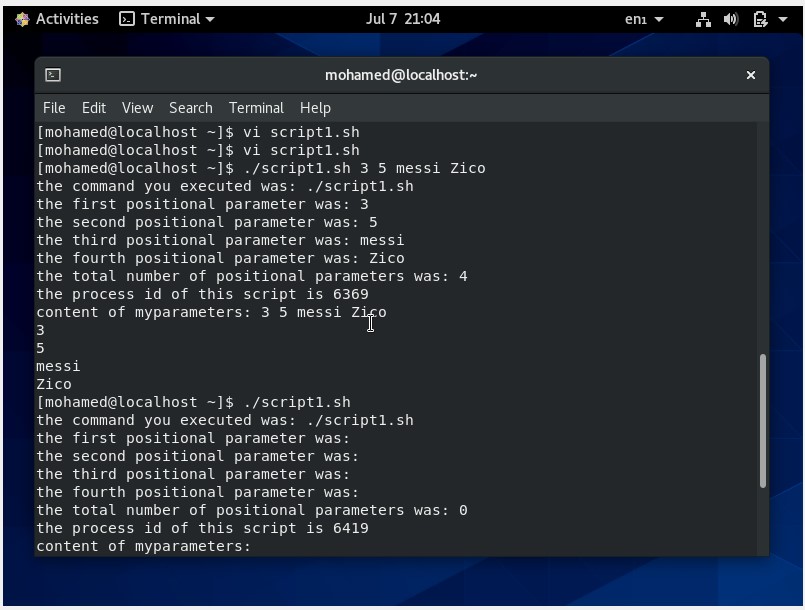 Activities Terminal Jul 7 21:04 en₁
mohamed@localhost:~
File Edit View Search Terminal Help
[mohamed@localhost ~]$ vi script1.sh
[mohamed@localhost ~]$ vi script1.sh
[mohamed@localhost ~]$ ./script1.sh 3 5 messi Zico
the command you executed was: ./script1.sh
the first positional parameter was: 3
the second positional parameter was: 5
the third positional parameter was: messi
the fourth positional parameter was: Zico
the total number of positional parameters was: 4
the process id of this script is 6369
content of myparameters: 3 5 messi Zico
3
5
messi
Zico
[mohamed@localhost ~]$ ./script1.sh
the command you executed was: ./script1.sh
the first positional parameter was:
the second positional parameter was:
the third positional parameter was:
the fourth positional parameter was:
the total number of positional parameters was: 0
the process id of this script is 6419
content of myparameters: